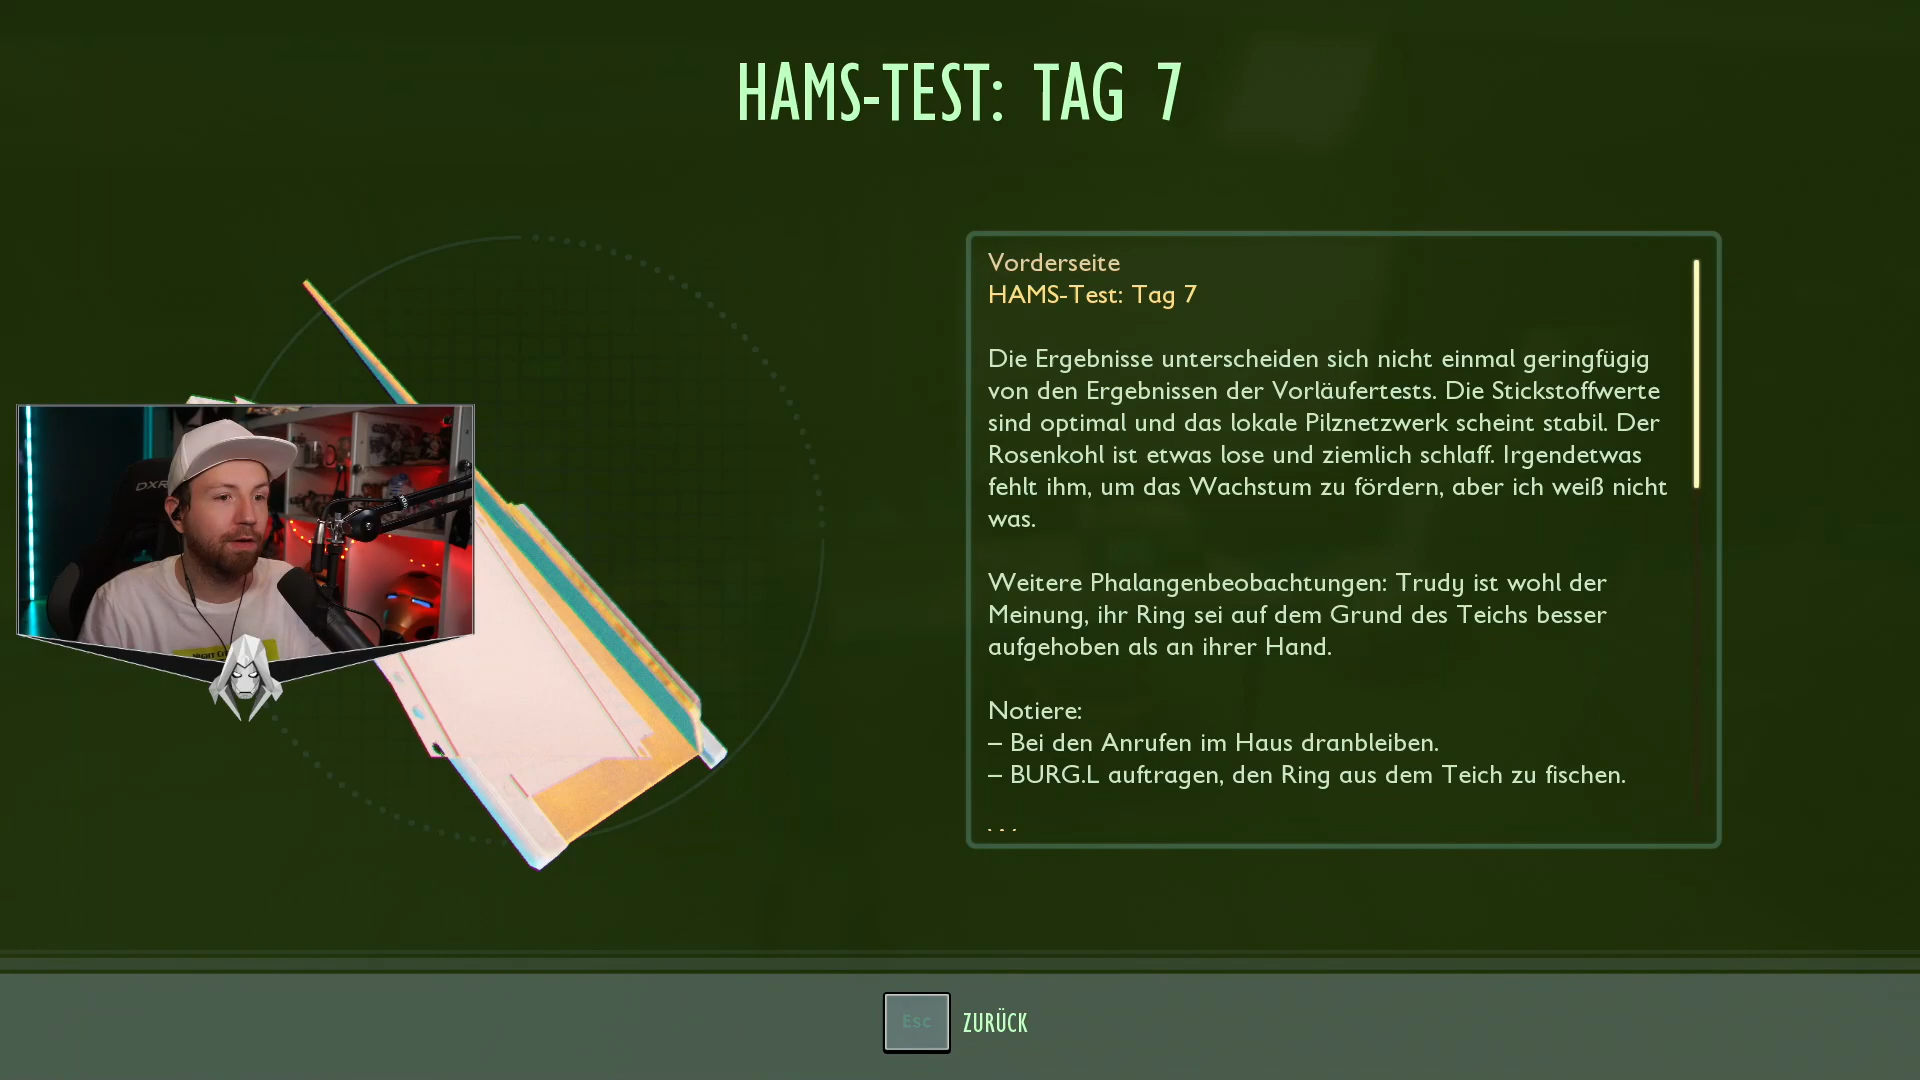 HAMS-TEST: TAG 7
Vorderseite
HAMS-Test: Tag 7
Die Ergebnisse unterscheiden sich nicht einmal geringfügig
von den Ergebnissen der Vorläufertests. Die Stickstoffwerte
sind optimal und das lokale Pilznetzwerk scheint stabil. Der
Rosenkohl ist etwas lose und ziemlich schlaff. Irgendetwas
fehlt ihm, um das Wachstum zu fördern, aber ich weiß nicht
was.
Weitere Phalangenbeobachtungen: Trudy ist wohl der
Meinung, ihr Ring sei auf dem Grund des Teichs besser
aufgehoben als an ihrer Hand.
Notiere:
– Bei den Anrufen im Haus dranbleiben.
– BURG.L auftragen, den Ring aus dem Teich zu fischen.
DXR
Esc ZURÜCK